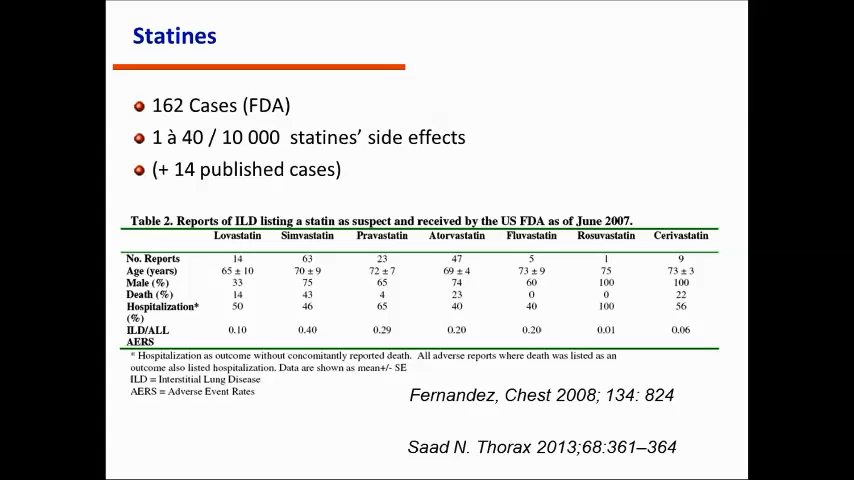 Statines
162 Cases (FDA)
1 à 40 / 10 000 statines’ side effects
(+ 14 published cases)
Table 2. Reports of ILD listing a statin as suspect and received by the US FDA as of June 2007.
Lovastatin Simvastatin Pravastatin Atorvastatin Fluvastatin Rosuvastatin Cerivastatin
No. Reports 14 63 23 47 5 1 9
Age (years) 65 ± 10 70 ± 9 72 ± 7 69 ± 4 73 ± 9 75 73 ± 3
Male (%) 33 75 65 74 60 100 100
Death (%) 14 43 4 23 0 0 22
Hospitalization* 50 46 65 40 40 100 56
(%)
ILD/ALL 0.10 0.40 0.29 0.20 0.20 0.01 0.06
AERS
* Hospitalization as outcome without concomitantly reported death. All adverse reports where death was listed as an
outcome also listed hospitalization. Data are shown as mean+/- SE
ILD = Interstitial Lung Disease
AERS = Adverse Event Rates
Fernandez, Chest 2008; 134: 824
Saad N. Thorax 2013;68:361–364